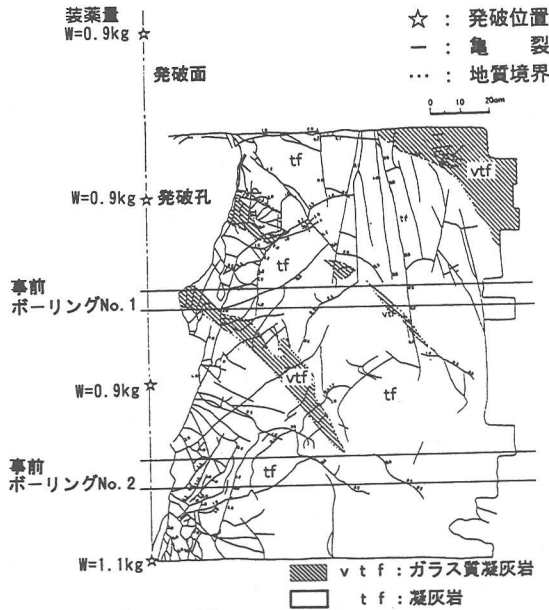 装薬量
W=0.9kg
☆ : 発破位置
— : 亀 裂
… : 地質境界
発破面
0 10 20cm
vtf
tf
W=0.9kg
発破孔
tf
tf
事前
ボーリングNo.1
vtf
vtf
W=0.9kg
tf
tf
事前
ボーリングNo.2
W=1.1kg
vtf:ガラス質凝灰岩
tf:凝灰岩